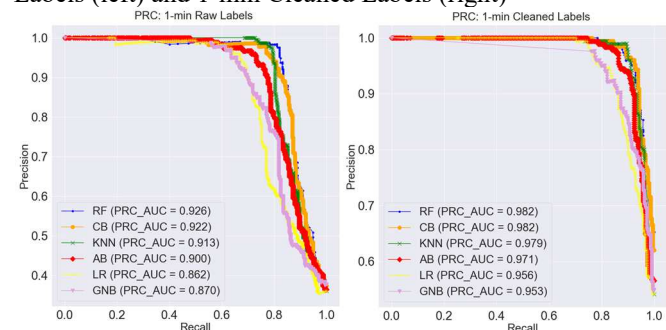 Labels (left) and 1-min Cleaned Labels (right)
PRC: 1-min Raw Labels
1.0
0.9
0.8
0.7
0.6
0.5
0.4
Precision
RF (PRC_AUC = 0.926)
CB (PRC_AUC = 0.922)
KNN (PRC_AUC = 0.913)
AB (PRC_AUC = 0.900)
LR (PRC_AUC = 0.862)
GNB (PRC_AUC = 0.870)
0.0 0.2 0.4 0.6 0.8 1.0
Recall
PRC: 1-min Cleaned Labels
1.0
0.9
0.8
0.7
0.6
Precision
RF (PRC_AUC = 0.982)
CB (PRC_AUC = 0.982)
KNN (PRC_AUC = 0.979)
AB (PRC_AUC = 0.971)
LR (PRC_AUC = 0.956)
GNB (PRC_AUC = 0.953)
0.0 0.2 0.4 0.6 0.8 1.0
Recall